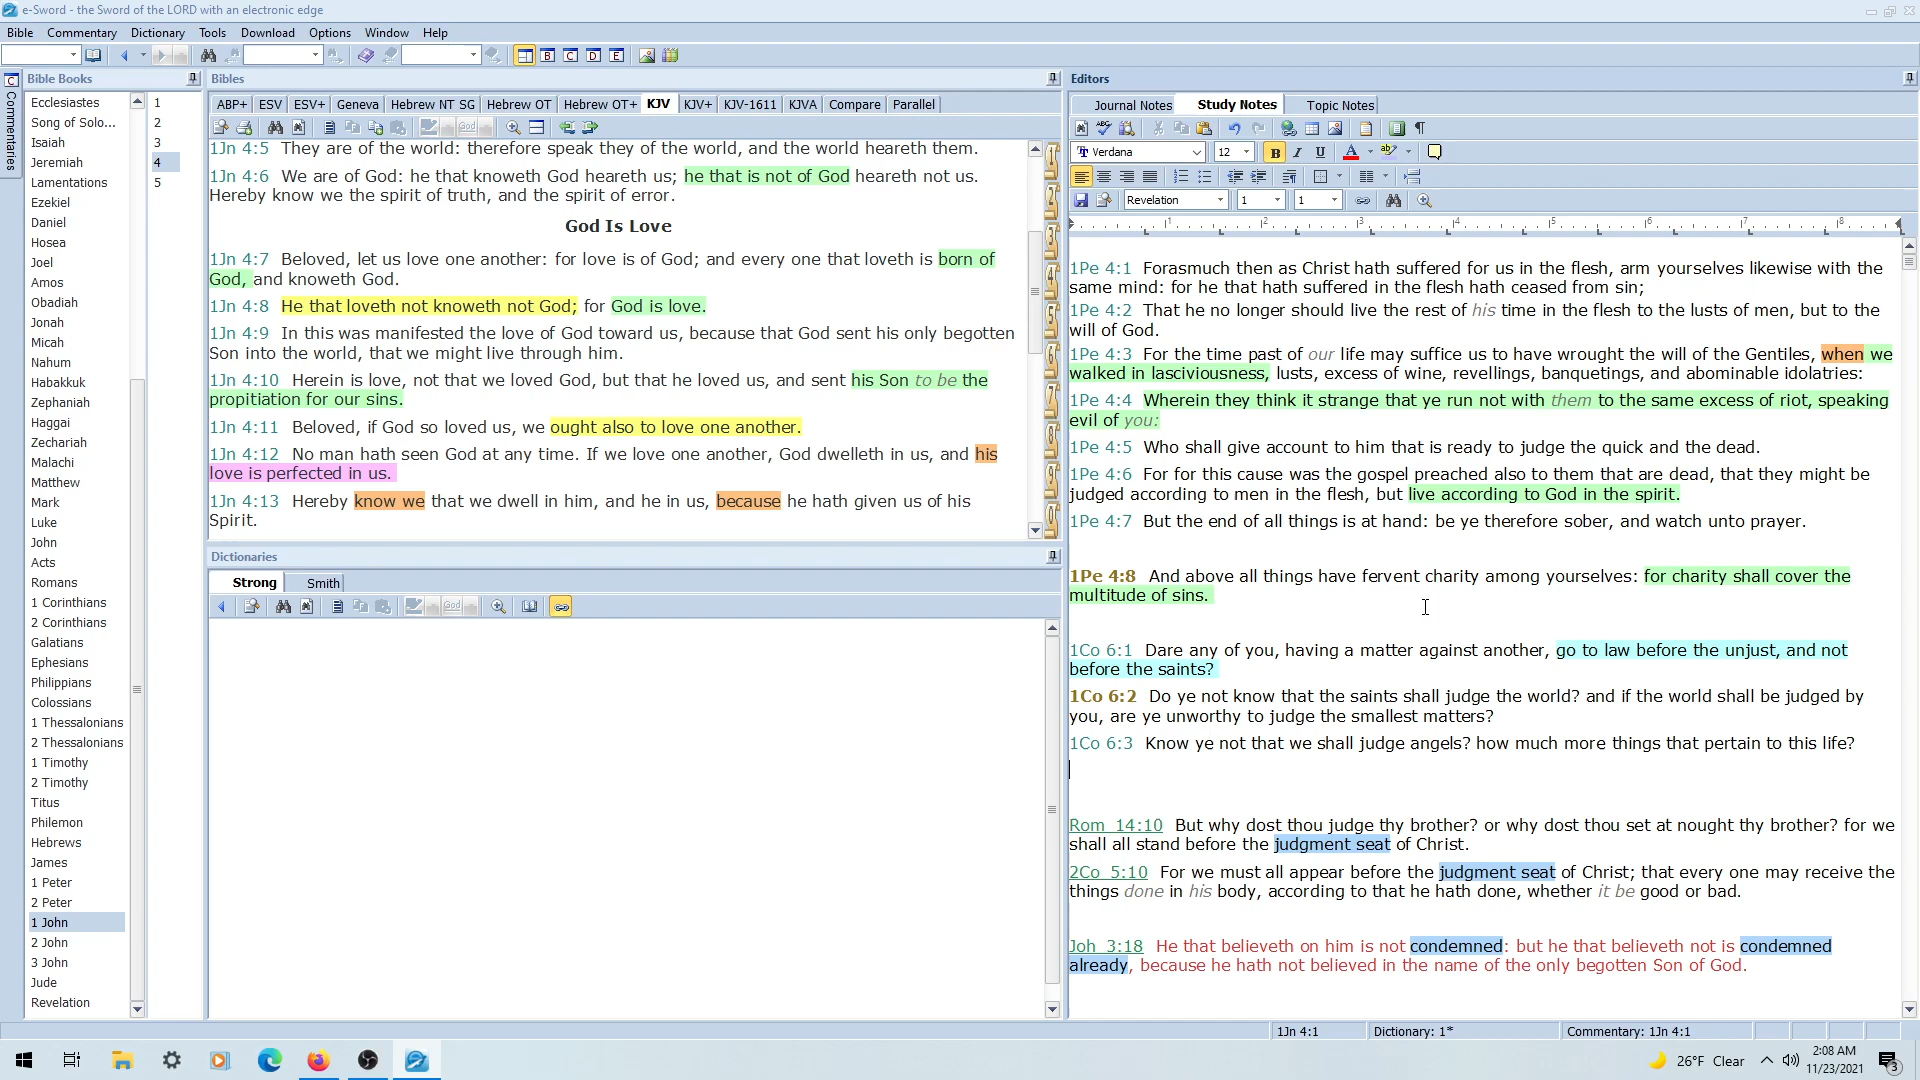 e-Sword - the Sword of the LORD with an electronic edge
Bible Commentary Dictionary Tools Download Options Window Help
B C D E
Commentaries
Bible Books
Ecclesiastes
Song of Solo...
Isaiah
Jeremiah
Lamentations
Ezekiel
Daniel
Hosea
Joel
Amos
Obadiah
Jonah
Micah
Nahum
Habakkuk
Zephaniah
Haggai
Zechariah
Malachi
Matthew
Mark
Luke
John
Acts
Romans
1 Corinthians
2 Corinthians
Galatians
Ephesians
Philippians
Colossians
1 Thessalonians
2 Thessalonians
1 Timothy
2 Timothy
Titus
Philemon
Hebrews
James
1 Peter
2 Peter
1 John
2 John
3 John
Jude
Revelation
1
2
3
4
5
Bibles
ABP+ ESV ESV+ Geneva Hebrew NT SG Hebrew OT Hebrew OT+ KJV KJV+ KJV-1611 KJVA Compare Parallel
God
1Jn 4:5 They are of the world: therefore speak they of the world, and the world heareth them.
1Jn 4:6 We are of God: he that knoweth God heareth us; he that is not of God heareth not us.
Hereby know we the spirit of truth, and the spirit of error.
God Is Love
1Jn 4:7 Beloved, let us love one another: for love is of God; and every one that loveth is born of
God, and knoweth God.
1Jn 4:8 He that loveth not knoweth not God; for God is love.
1Jn 4:9 In this was manifested the love of God toward us, because that God sent his only begotten
Son into the world, that we might live through him.
1Jn 4:10 Herein is love, not that we loved God, but that he loved us, and sent his Son to be the
propitiation for our sins.
1Jn 4:11 Beloved, if God so loved us, we ought also to love one another.
1Jn 4:12 No man hath seen God at any time. If we love one another, God dwelleth in us, and his
love is perfected in us.
1Jn 4:13 Hereby know we that we dwell in him, and he in us, because he hath given us of his
Spirit.
1
2
3
4
5
6
7
8
9
0
Dictionaries
Strong Smith
God
Editors
Journal Notes Study Notes Topic Notes
Verdana 12 B I U A ab
Revelation 1 1
1 2 3 4 5 6 7 8
1Pe 4:1 Forasmuch then as Christ hath suffered for us in the flesh, arm yourselves likewise with the
same mind: for he that hath suffered in the flesh hath ceased from sin;
1Pe 4:2 That he no longer should live the rest of his time in the flesh to the lusts of men, but to the
will of God.
1Pe 4:3 For the time past of our life may suffice us to have wrought the will of the Gentiles, when we
walked in lasciviousness, lusts, excess of wine, revellings, banquetings, and abominable idolatries:
1Pe 4:4 Wherein they think it strange that ye run not with them to the same excess of riot, speaking
evil of you:
1Pe 4:5 Who shall give account to him that is ready to judge the quick and the dead.
1Pe 4:6 For for this cause was the gospel preached also to them that are dead, that they might be
judged according to men in the flesh, but live according to God in the spirit.
1Pe 4:7 But the end of all things is at hand: be ye therefore sober, and watch unto prayer.
1Pe 4:8 And above all things have fervent charity among yourselves: for charity shall cover the
multitude of sins.
1Co 6:1 Dare any of you, having a matter against another, go to law before the unjust, and not
before the saints?
1Co 6:2 Do ye not know that the saints shall judge the world? and if the world shall be judged by
you, are ye unworthy to judge the smallest matters?
1Co 6:3 Know ye not that we shall judge angels? how much more things that pertain to this life?
Rom 14:10 But why dost thou judge thy brother? or why dost thou set at nought thy brother? for we
shall all stand before the judgment seat of Christ.
2Co 5:10 For we must all appear before the judgment seat of Christ; that every one may receive the
things done in his body, according to that he hath done, whether it be good or bad.
Joh 3:18 He that believeth on him is not condemned: but he that believeth not is condemned
already, because he hath not believed in the name of the only begotten Son of God.
1Jn 4:1 Dictionary: 1* Commentary: 1Jn 4:1
26°F Clear 2:08 AM
11/23/2021
3